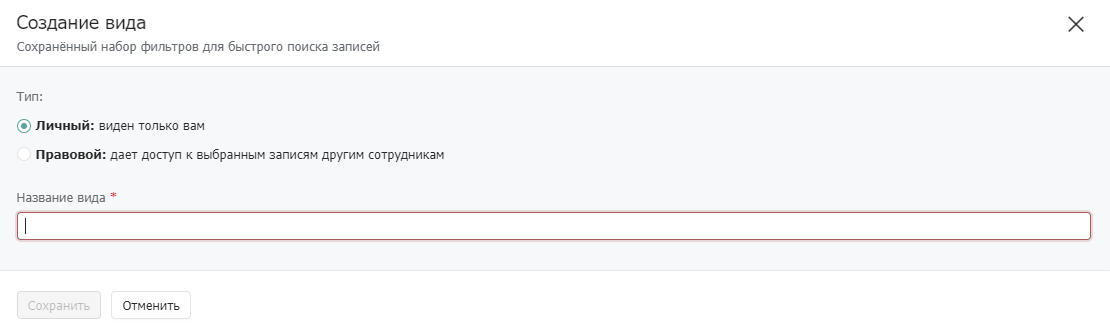 Создание вида
Сохранённый набор фильтров для быстрого поиска записей
Тип:
Личный: виден только вам
Правовой: дает доступ к выбранным записям другим сотрудникам
Название вида *
Сохранить
Отменить